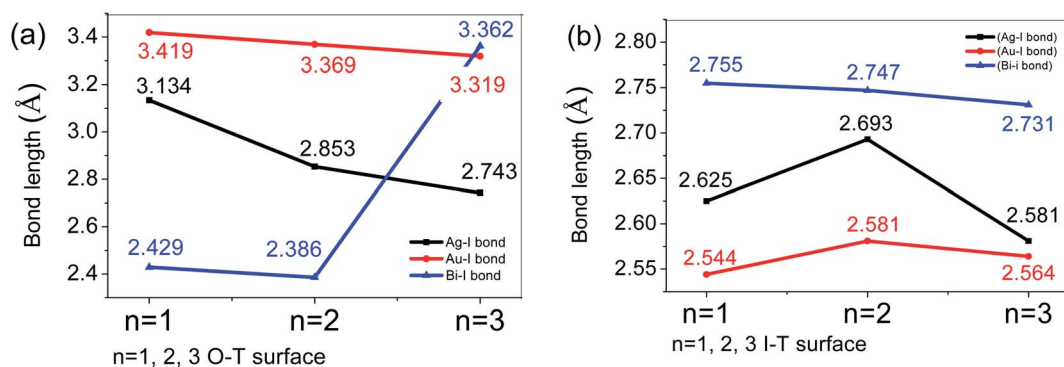 (a)
Bond length (Å)
3.4
3.2
3.0
2.8
2.6
2.4
3.419
3.369
3.362
3.319
3.134
2.853
2.743
2.429
2.386
Ag-I bond
Au-I bond
Bi-I bond
n=1
n=2
n=3
n=1, 2, 3 O-T surface
(b)
Bond length (Å)
2.80
2.75
2.70
2.65
2.60
2.55
(Ag-I bond)
(Au-I bond)
(Bi-i bond)
2.755
2.747
2.731
2.693
2.625
2.581
2.581
2.544
2.564
n=1
n=2
n=3
n=1, 2, 3 I-T surface